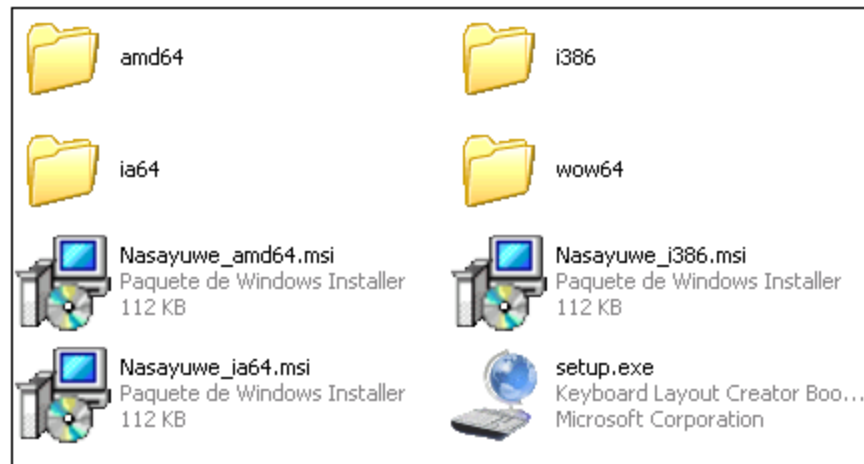 amd64
i386
ia64
wow64
Nasayuwe_amd64.msi
Paquete de Windows Installer
112 KB
Nasayuwe_i386.msi
Paquete de Windows Installer
112 KB
Nasayuwe_ia64.msi
Paquete de Windows Installer
112 KB
setup.exe
Keyboard Layout Creator Boo...
Microsoft Corporation